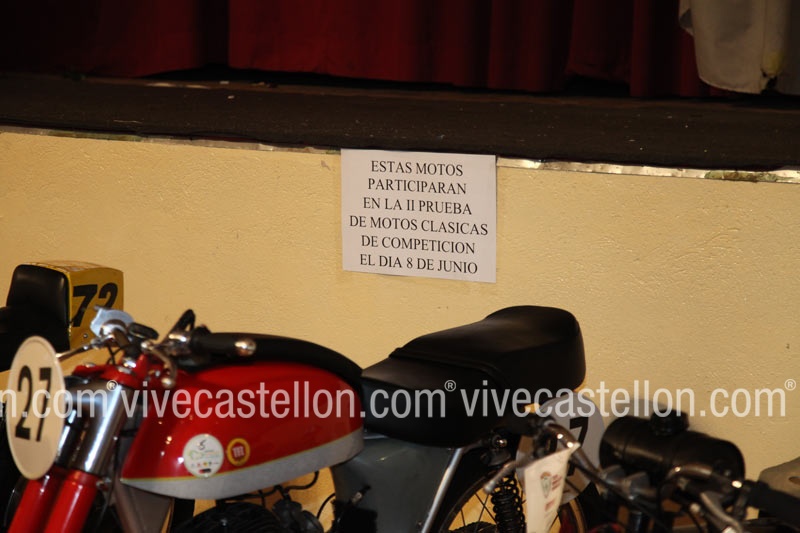 ESTAS MOTOS
PARTICIPARAN
EN LA II PRUEBA
DE MOTOS CLASICAS
DE COMPETICION
EL DIA 8 DE JUNIO
72
27
7
n.com® vivecastellon.com® vivecastellon.com®